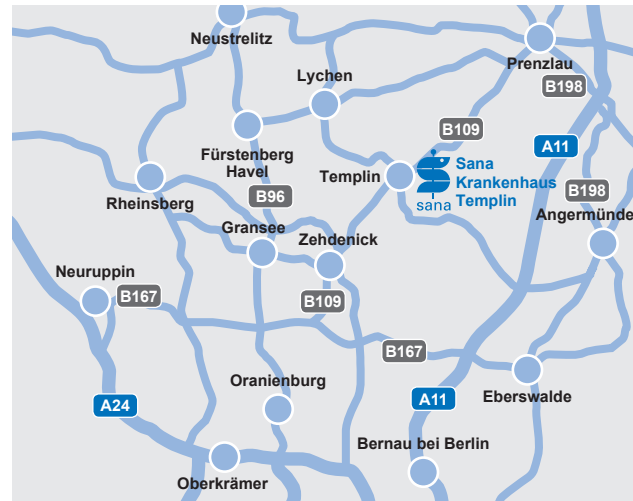 Neustrelitz
Prenzlau
Lychen
B198
B109
A11
Fürstenberg
Havel
Templin
Sana
Krankenhaus
Templin
sana
B198
Rheinsberg
B96
Angermünde
Gransee
Zehdenick
Neuruppin
B167
B109
B167
Oranienburg
Eberswalde
A24
A11
Bernau bei Berlin
Oberkrämer